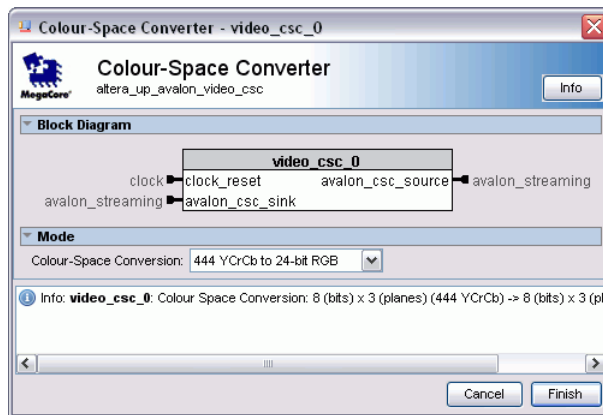 Colour-Space Converter - video_csc_0
Colour-Space Converter
altera_up_avalon_video_csc
MegaCore®
Info
Block Diagram
video_csc_0
clock clock_reset avalon_csc_source avalon_streaming
avalon_streaming avalon_csc_sink
Mode
Colour-Space Conversion: 444 YCrCb to 24-bit RGB
Info: video_csc_0: Colour Space Conversion: 8 (bits) x 3 (planes) (444 YCrCb) -> 8 (bits) x 3 (pl
Cancel Finish